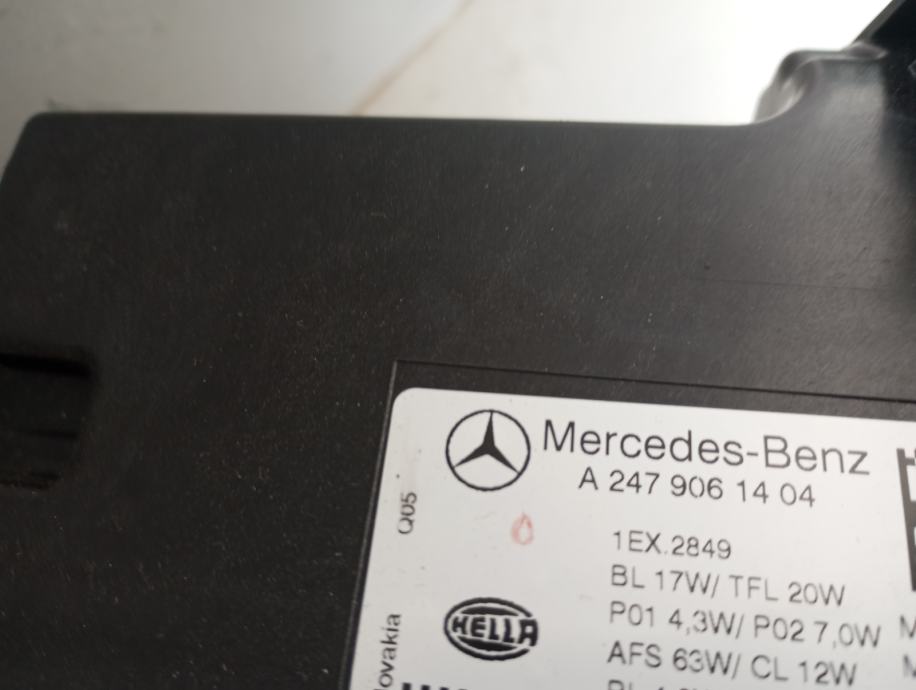 Mercedes-Benz
A 247 906 14 04
Q05
1EX.2849
BL 17W/ TFL 20W
P01 4,3W/ P02 7,0W
AFS 63W/ CL 12W
HELLA